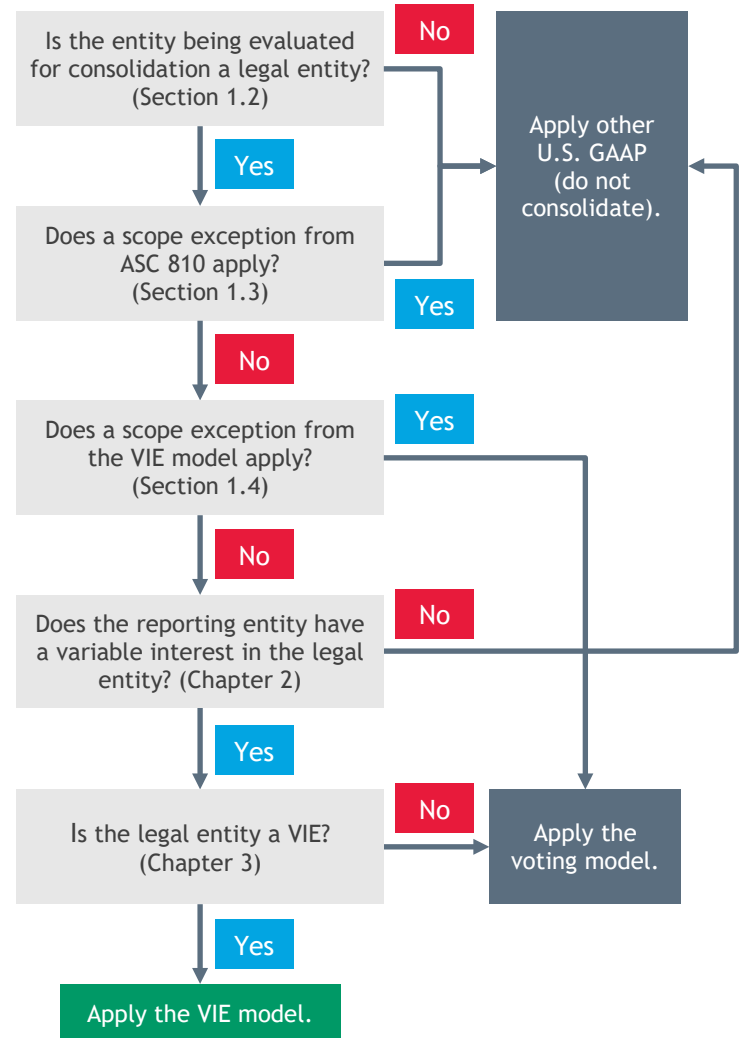 Is the entity being evaluated
for consolidation a legal entity?
(Section 1.2)
No
Yes
Apply other
U.S. GAAP
(do not
consolidate).
Does a scope exception from
ASC 810 apply?
(Section 1.3)
Yes
No
Does a scope exception from
the VIE model apply?
(Section 1.4)
Yes
No
Does the reporting entity have
a variable interest in the legal
entity? (Chapter 2)
No
Yes
Is the legal entity a VIE?
(Chapter 3)
No
Apply the
voting model.
Yes
Apply the VIE model.